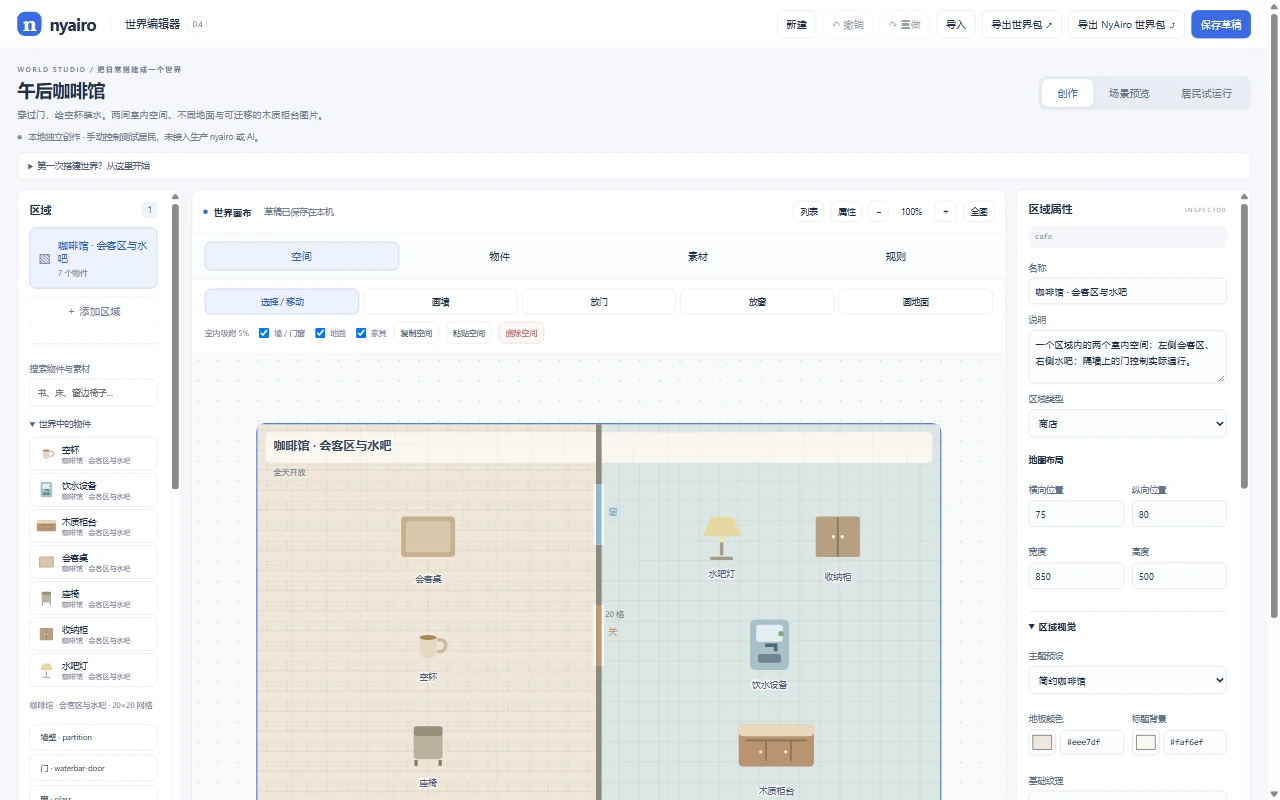 n nyairo
世界编辑器 0.4
新建
↶ 撤销
↷ 重做
导入
导出世界包 ↗
导出 NyAiro 世界包 ⤴
保存草稿
WORLD STUDIO / 把日常搭建成一个世界
午后咖啡馆
穿过门，给空杯装水。两间室内空间、不同地面与可迁移的木质柜台图片。
本地独立创作 · 手动控制测试居民，未接入生产 nyairo 或 AI。
创作
场景预览
居民试运行
▶ 第一次搭建世界？从这里开始
区域 1
咖啡馆 · 会客区与水
吧
7 个物件
+ 添加区域
搜索物件与素材
书、床、窗边椅子...
▼ 世界中的物件
空杯
咖啡馆 · 会客区与水吧
饮水设备
咖啡馆 · 会客区与水吧
木质柜台
咖啡馆 · 会客区与水吧
会客桌
咖啡馆 · 会客区与水吧
座椅
咖啡馆 · 会客区与水吧
收纳柜
咖啡馆 · 会客区与水吧
水吧灯
咖啡馆 · 会客区与水吧
咖啡馆 · 会客区与水吧 · 20×20 网格
墙壁 · partition
门 · waterbar-door
窗 · glass
世界画布 草稿已保存在本机
列表
属性
−
100%
+
全图
空间
物件
素材
规则
选择 / 移动
画墙
放门
放窗
画地面
室内吸附 5%
墙 / 门窗
地面
家具
复制空间
粘贴空间
删除空间
咖啡馆 · 会客区与水吧
全天开放
窗
会客桌
水吧灯
收纳柜
20 格
关
空杯
饮水设备
座椅
木质柜台
区域属性 INSPECTOR
cafe
名称
咖啡馆 · 会客区与水吧
说明
一个区域内的两个室内空间：左侧会客区、
右侧水吧；隔墙上的门控制实际通行。
区域类型
商店
地图布局
横向位置 纵向位置
75 80
宽度 高度
850 500
▼ 区域视觉
主题预设
简约咖啡馆
地板颜色 标题背景
#eee7df #faf6ef
基础纹理